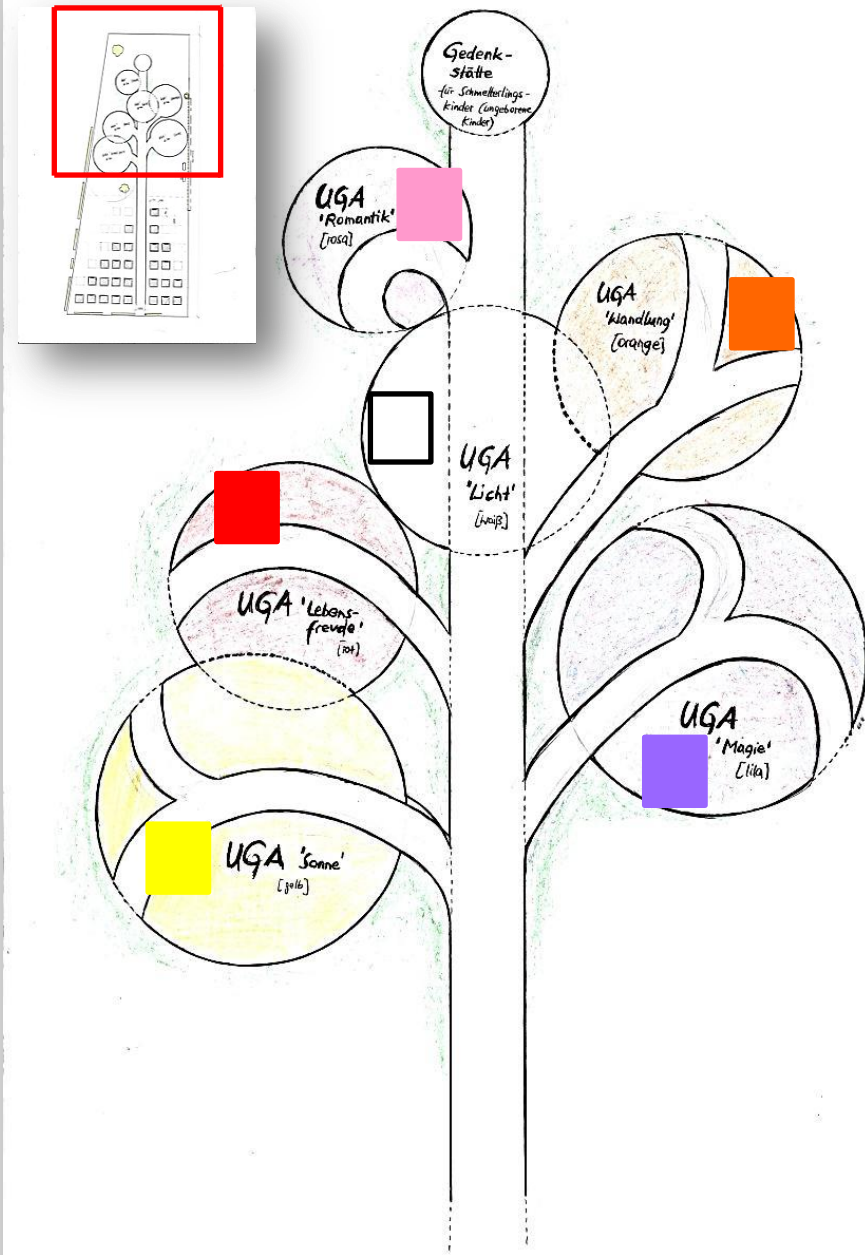 Gedenk-
stätte
für Schmetterlings-
kinder (ungeborene
Kinder)
UGA
'Romantik'
[rosa]
UGA
'Wandlung'
[orange]
UGA
'Licht'
[weiß]
UGA 'Lebens-
freude'
[rot]
UGA
'Magie'
[lila]
UGA 'Sonne'
[gelb]